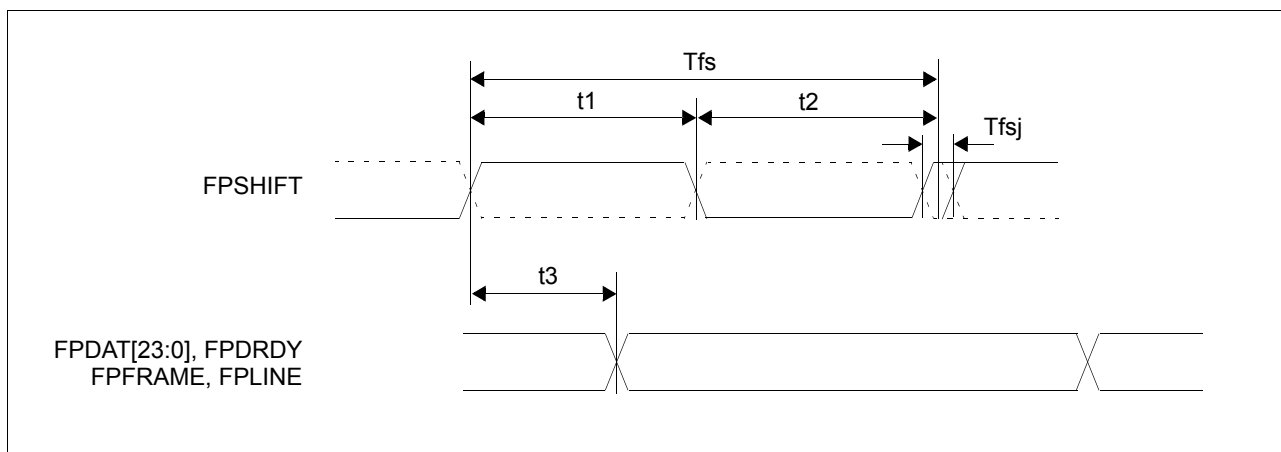 Tfs
t1
t2
Tfsj
FPSHIFT
t3
FPDAT[23:0], FPDRDY
FPFRAME, FPLINE